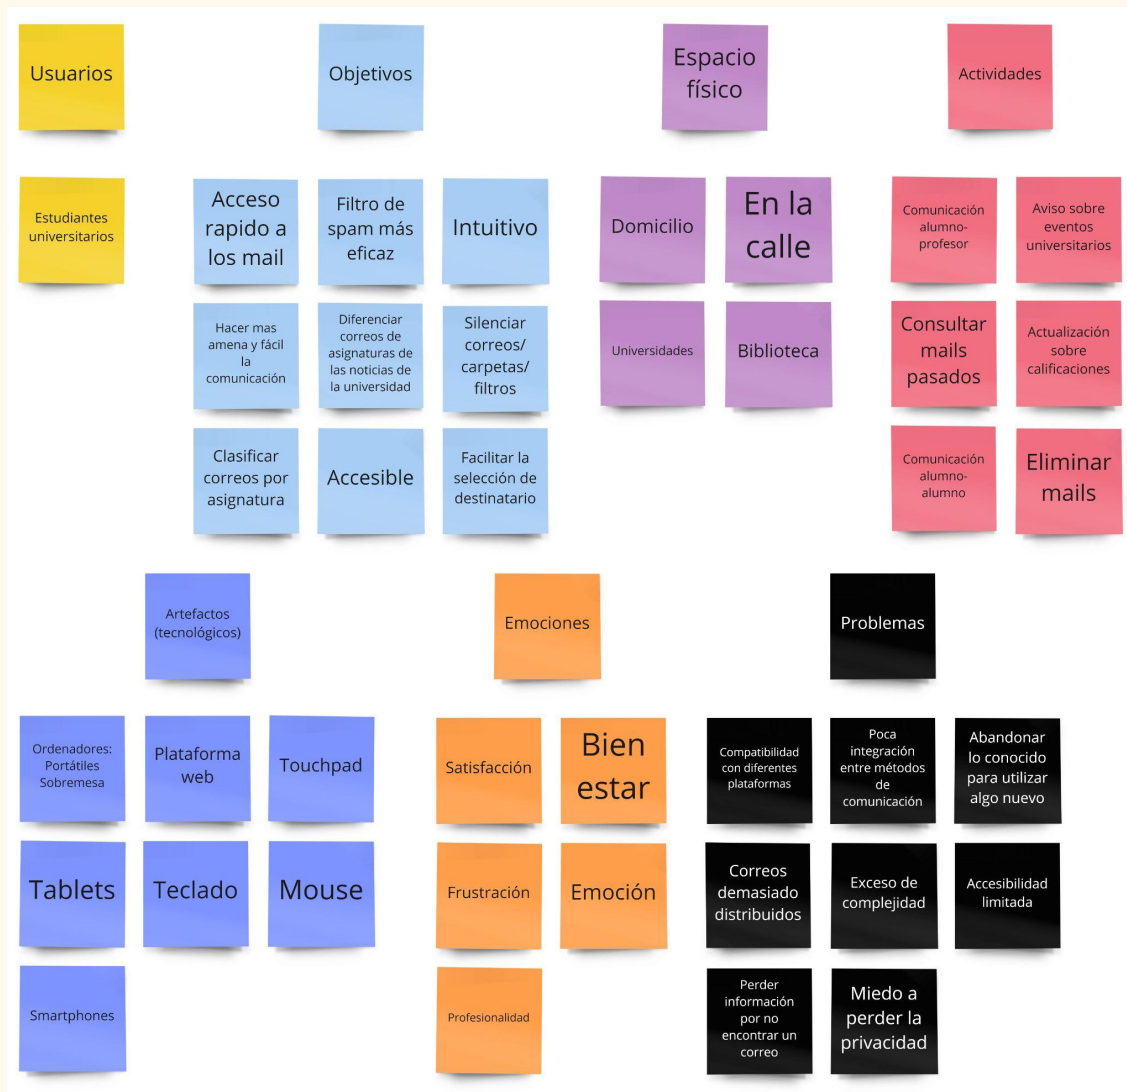 Usuarios
Objetivos
Espacio
físico
Actividades
Estudiantes
universitarios
Acceso
rapido a
los mail
Filtro de
spam más
eficaz
Intuitivo
Hacer mas
amena y fácil
la
comunicación
Diferenciar
correos de
asignaturas de
las noticias de
la universidad
Silenciar
correos/
carpetas/
filtros
Clasificar
correos por
asignatura
Accesible
Facilitar la
selección de
destinatario
Domicilio
En la
calle
Universidades
Biblioteca
Comunicación
alumno-
profesor
Aviso sobre
eventos
universitarios
Consultar
mails
pasados
Actualización
sobre
calificaciones
Comunicación
alumno-
alumno
Eliminar
mails
Artefactos
(tecnológicos)
Emociones
Problemas
Ordenadores:
Portátiles
Sobremesa
Plataforma
web
Touchpad
Tablets
Teclado
Mouse
Smartphones
Satisfacción
Bien
estar
Frustración
Emoción
Profesionalidad
Compatibilidad
con diferentes
plataformas
Poca
integración
entre métodos
de
comunicación
Abandonar
lo conocido
para utilizar
algo nuevo
Correos
demasiado
distribuidos
Exceso de
complejidad
Accesibilidad
limitada
Perder
información
por no
encontrar un
correo
Miedo a
perder la
privacidad